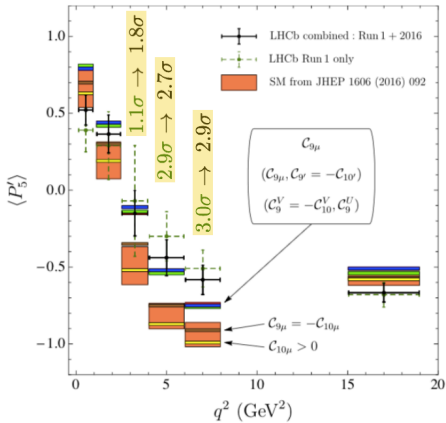 LHCb combined : Run 1 + 2016
LHCb Run 1 only
SM from JHEP 1606 (2016) 092
1.1σ → 1.8σ
2.9σ → 2.7σ
3.0σ → 2.9σ
𝒞₉μ
(𝒞₉μ, 𝒞₉′ = −𝒞₁₀′)
(𝒞₉ⱽ = −𝒞₁₀ⱽ, 𝒞₉ᵁ)
𝒞₉μ = −𝒞₁₀μ
𝒞₁₀μ > 0
⟨P₅′⟩
1.0
0.5
0.0
−0.5
−1.0
0 5 10 15 20
q² (GeV²)